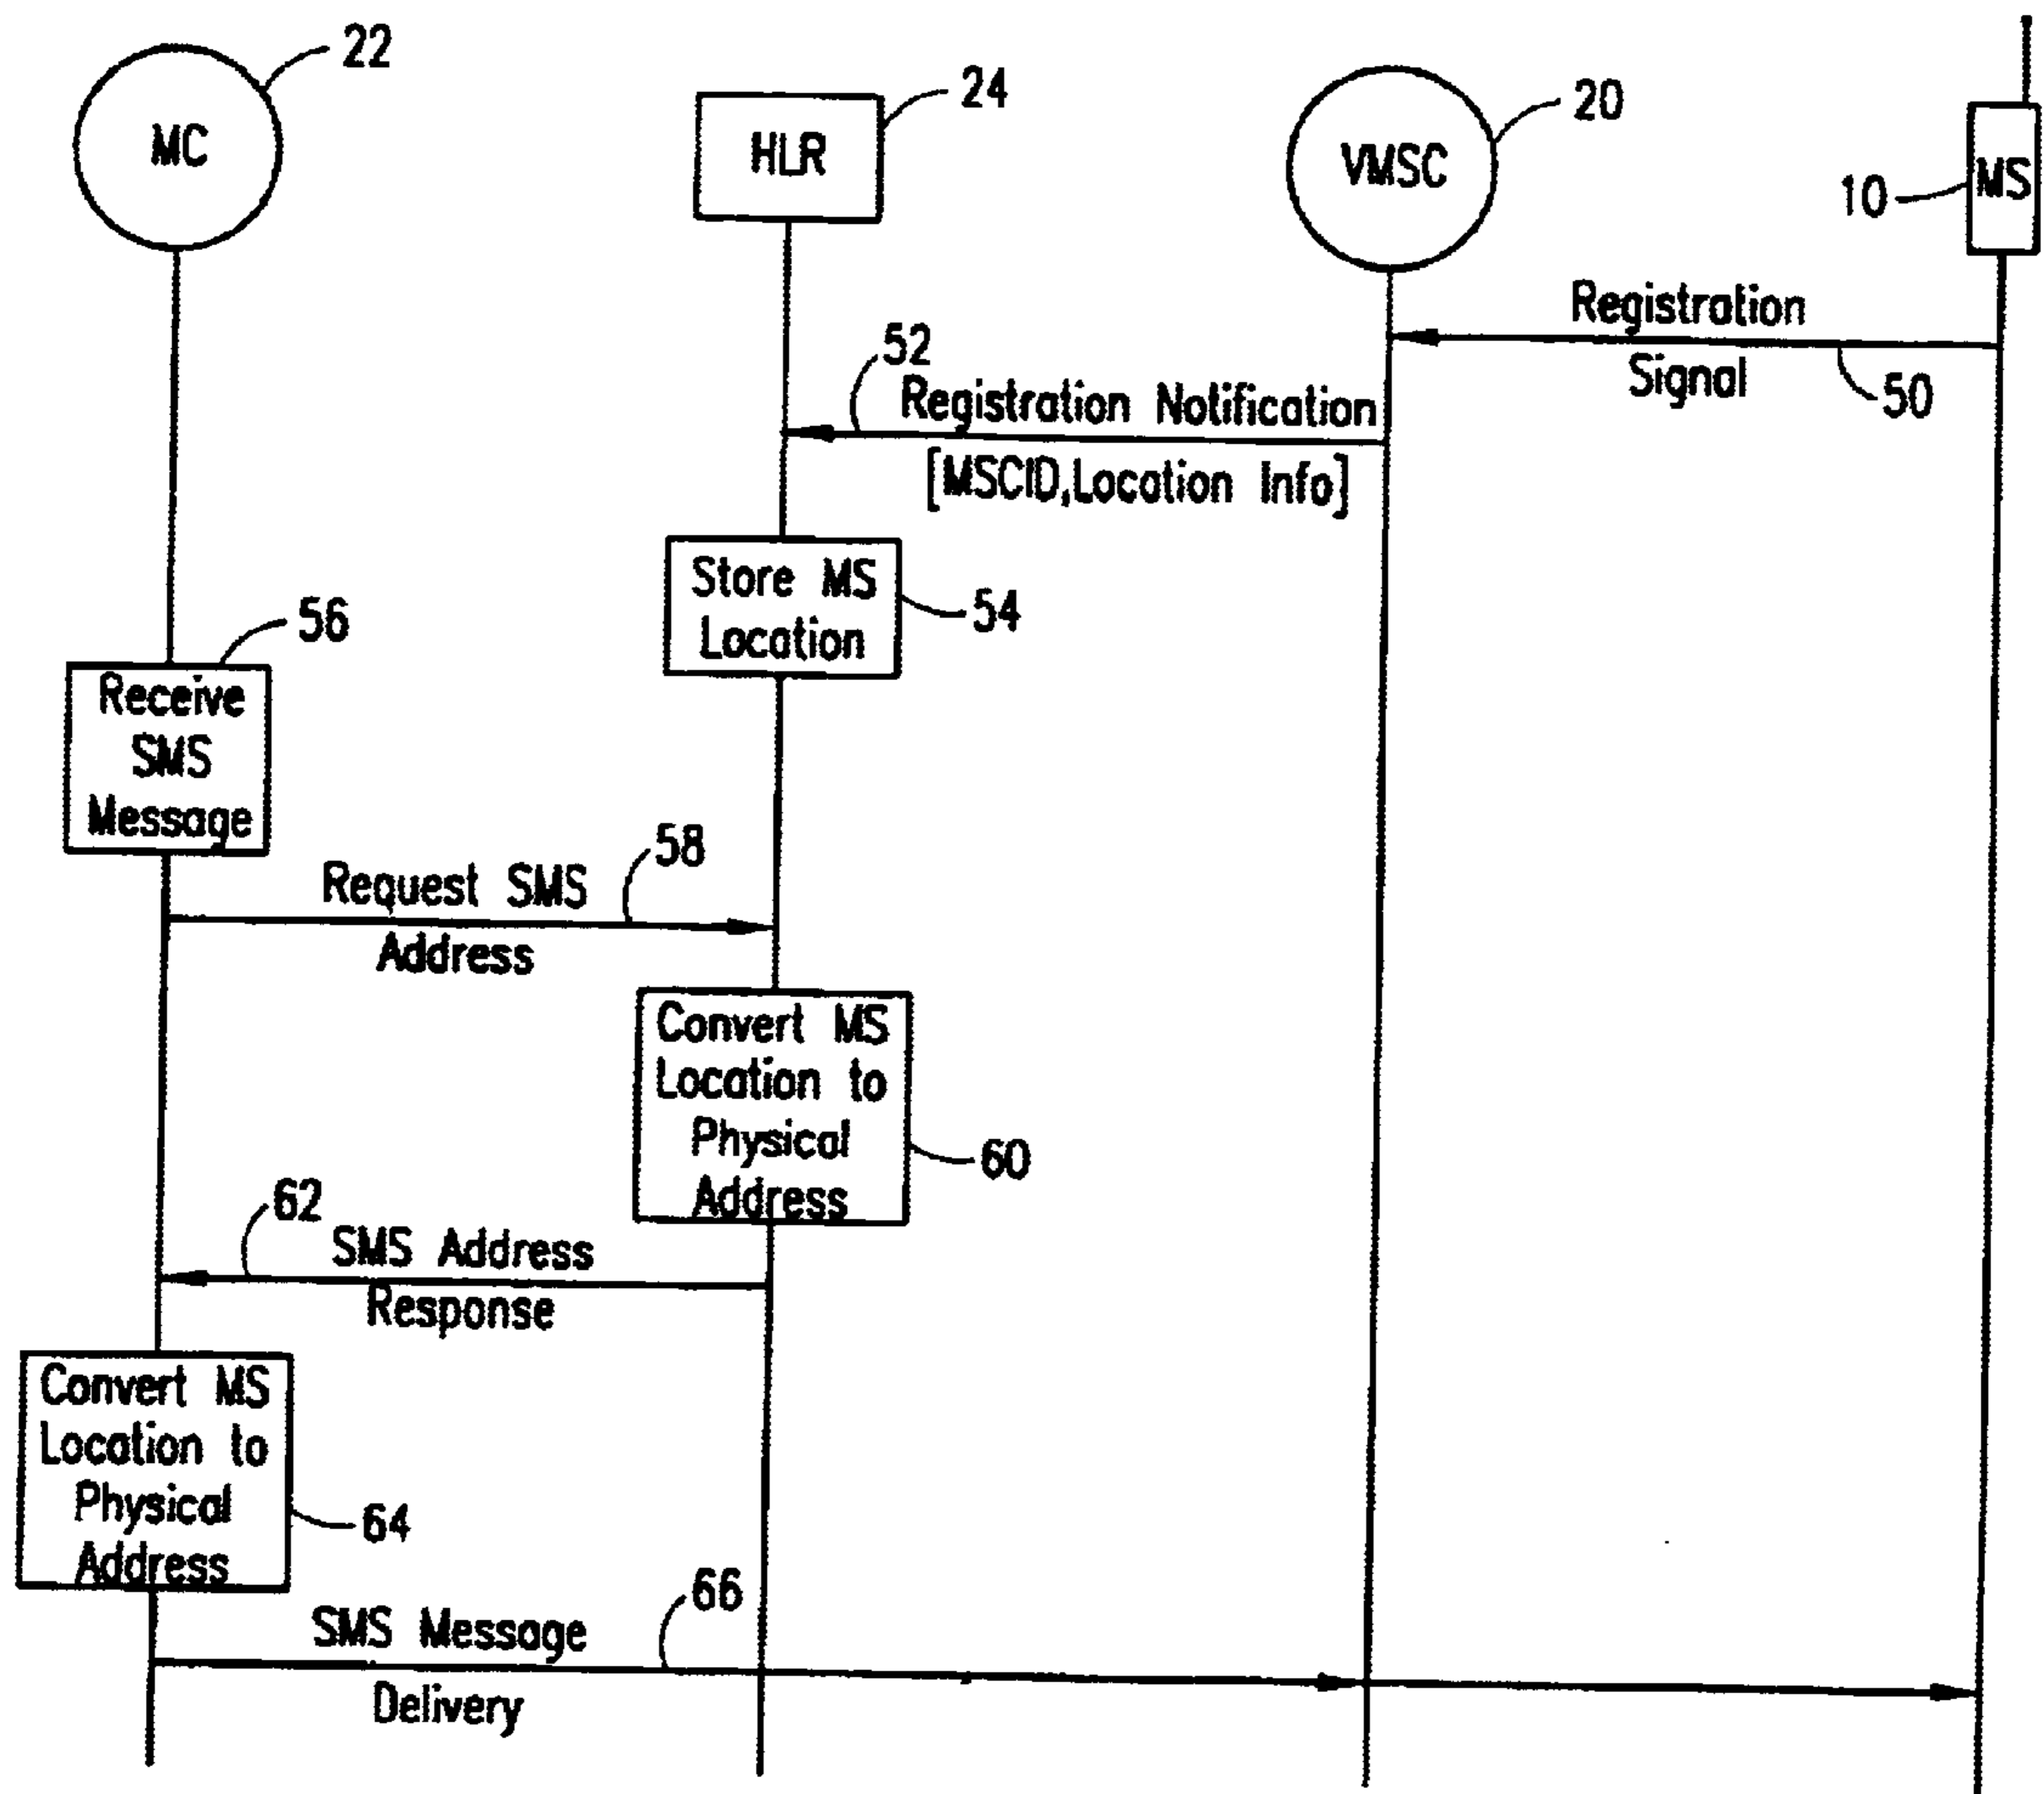 22
MC
24
HLR
20
VMSC
10
MS
Registration
Signal
50
52
Registration Notification
[MSCID,Location Info]
Store MS
Location
54
56
Receive
SMS
Message
58
Request SMS
Address
Convert MS
Location to
Physical
Address
60
62
SMS Address
Response
Convert MS
Location to
Physical
Address
64
66
SMS Message
Delivery